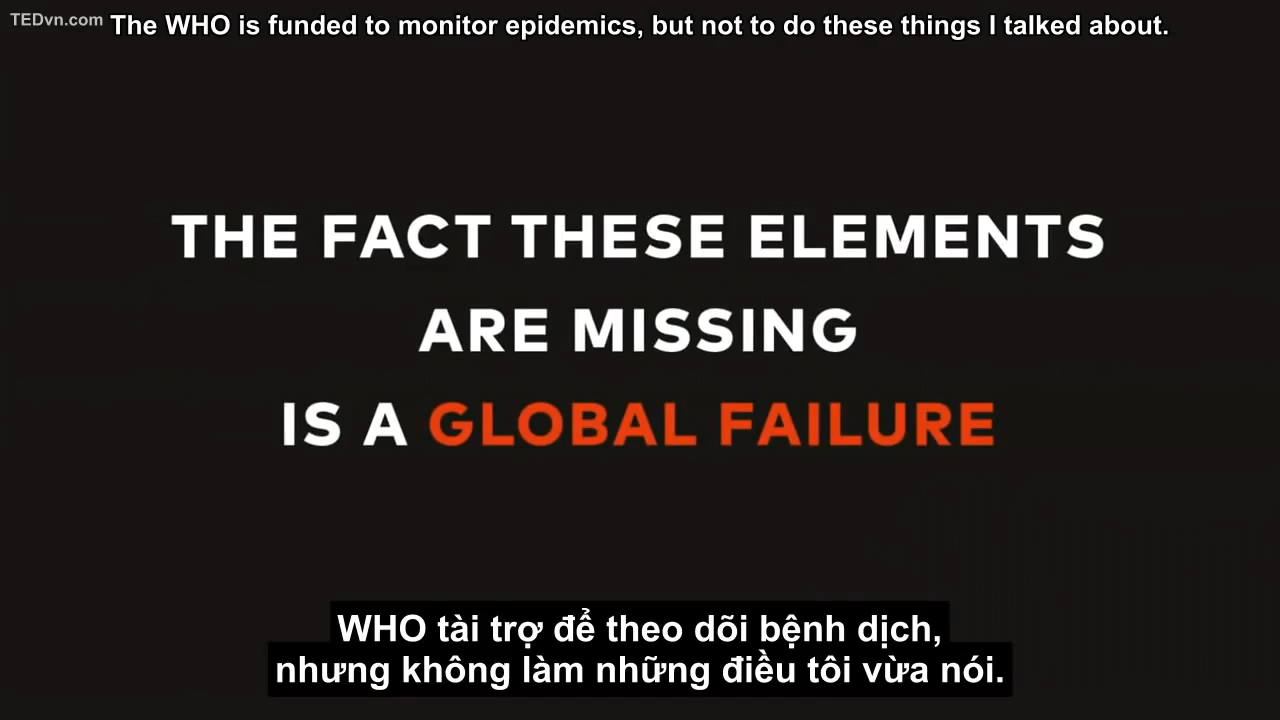 TEDvn.com
The WHO is funded to monitor epidemics, but not to do these things I talked about.
THE FACT THESE ELEMENTS
ARE MISSING
IS A GLOBAL FAILURE
WHO tài trợ để theo dõi bệnh dịch,
nhưng không làm những điều tôi vừa nói.